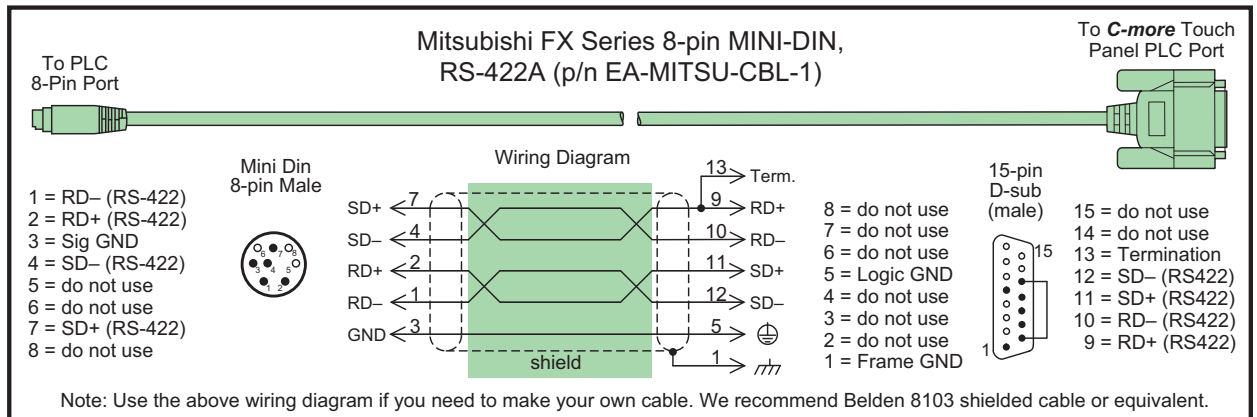 Mitsubishi FX Series 8-pin MINI-DIN,
RS-422A (p/n EA-MITSU-CBL-1)
To PLC
8-Pin Port
To C-more Touch
Panel PLC Port
Wiring Diagram
Mini Din
8-pin Male
1 = RD– (RS-422)
2 = RD+ (RS-422)
3 = Sig GND
4 = SD– (RS-422)
5 = do not use
6 = do not use
7 = SD+ (RS-422)
8 = do not use
6 7 8
3 4 5
1 2
13 Term.
SD+ 7 9 RD+
SD– 4 10 RD–
RD+ 2 11 SD+
RD– 1 12 SD–
GND 3 5
shield
1
8 = do not use
7 = do not use
6 = do not use
5 = Logic GND
4 = do not use
3 = do not use
2 = do not use
1 = Frame GND
15-pin
D-sub
(male)
15
1
15 = do not use
14 = do not use
13 = Termination
12 = SD– (RS422)
11 = SD+ (RS422)
10 = RD– (RS422)
9 = RD+ (RS422)
Note: Use the above wiring diagram if you need to make your own cable. We recommend Belden 8103 shielded cable or equivalent.